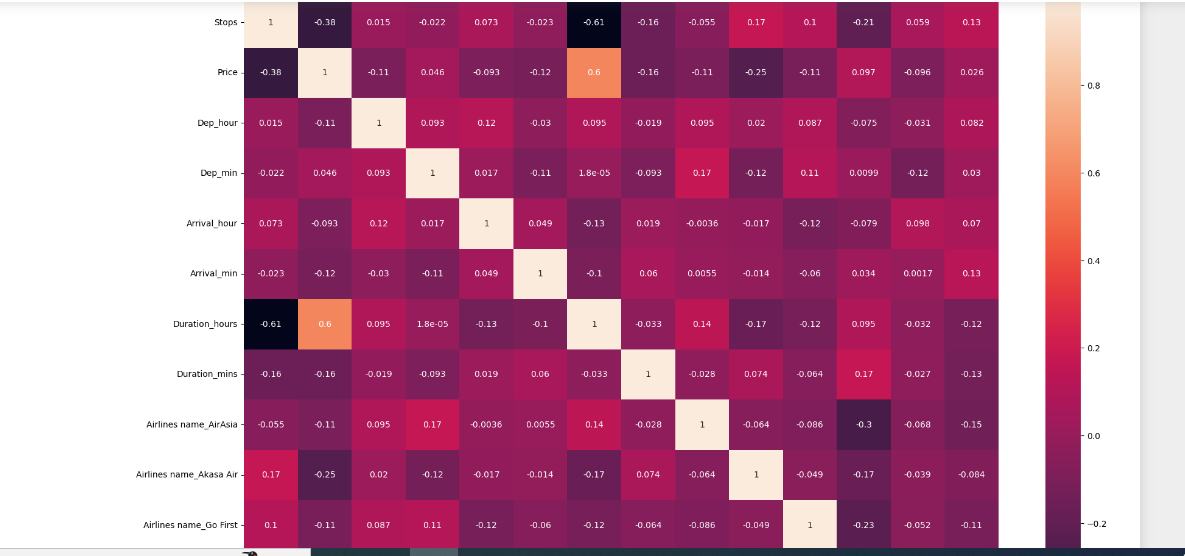 Stops 1 -0.38 0.015 -0.022 0.073 -0.023 -0.61 -0.16 -0.055 0.17 0.1 -0.21 0.059 0.13
Price -0.38 1 -0.11 0.046 -0.093 -0.12 0.6 -0.16 -0.11 -0.25 -0.11 0.097 -0.096 0.026
0.8
Dep_hour 0.015 -0.11 1 0.093 0.12 -0.03 0.095 -0.019 0.095 0.02 0.087 -0.075 -0.031 0.082
Dep_min -0.022 0.046 0.093 1 0.017 -0.11 1.8e-05 -0.093 0.17 -0.12 0.11 0.0099 -0.12 0.03
0.6
Arrival_hour 0.073 -0.093 0.12 0.017 1 0.049 -0.13 0.019 -0.0036 -0.017 -0.12 -0.079 0.098 0.07
0.4
Arrival_min -0.023 -0.12 -0.03 -0.11 0.049 1 -0.1 0.06 0.0055 -0.014 -0.06 0.034 0.0017 0.13
Duration_hours -0.61 0.6 0.095 1.8e-05 -0.13 -0.1 1 -0.033 0.14 -0.17 -0.12 0.095 -0.032 -0.12
0.2
Duration_mins -0.16 -0.16 -0.019 -0.093 0.019 0.06 -0.033 1 -0.028 0.074 -0.064 0.17 -0.027 -0.13
Airlines name_AirAsia -0.055 -0.11 0.095 0.17 -0.0036 0.0055 0.14 -0.028 1 -0.064 -0.086 -0.3 -0.068 -0.15
0.0
Airlines name_Akasa Air 0.17 -0.25 0.02 -0.12 -0.017 -0.014 -0.17 0.074 -0.064 1 -0.049 -0.17 -0.039 -0.084
Airlines name_Go First 0.1 -0.11 0.087 0.11 -0.12 -0.06 -0.12 -0.064 -0.086 -0.049 1 -0.23 -0.052 -0.11
−0.2